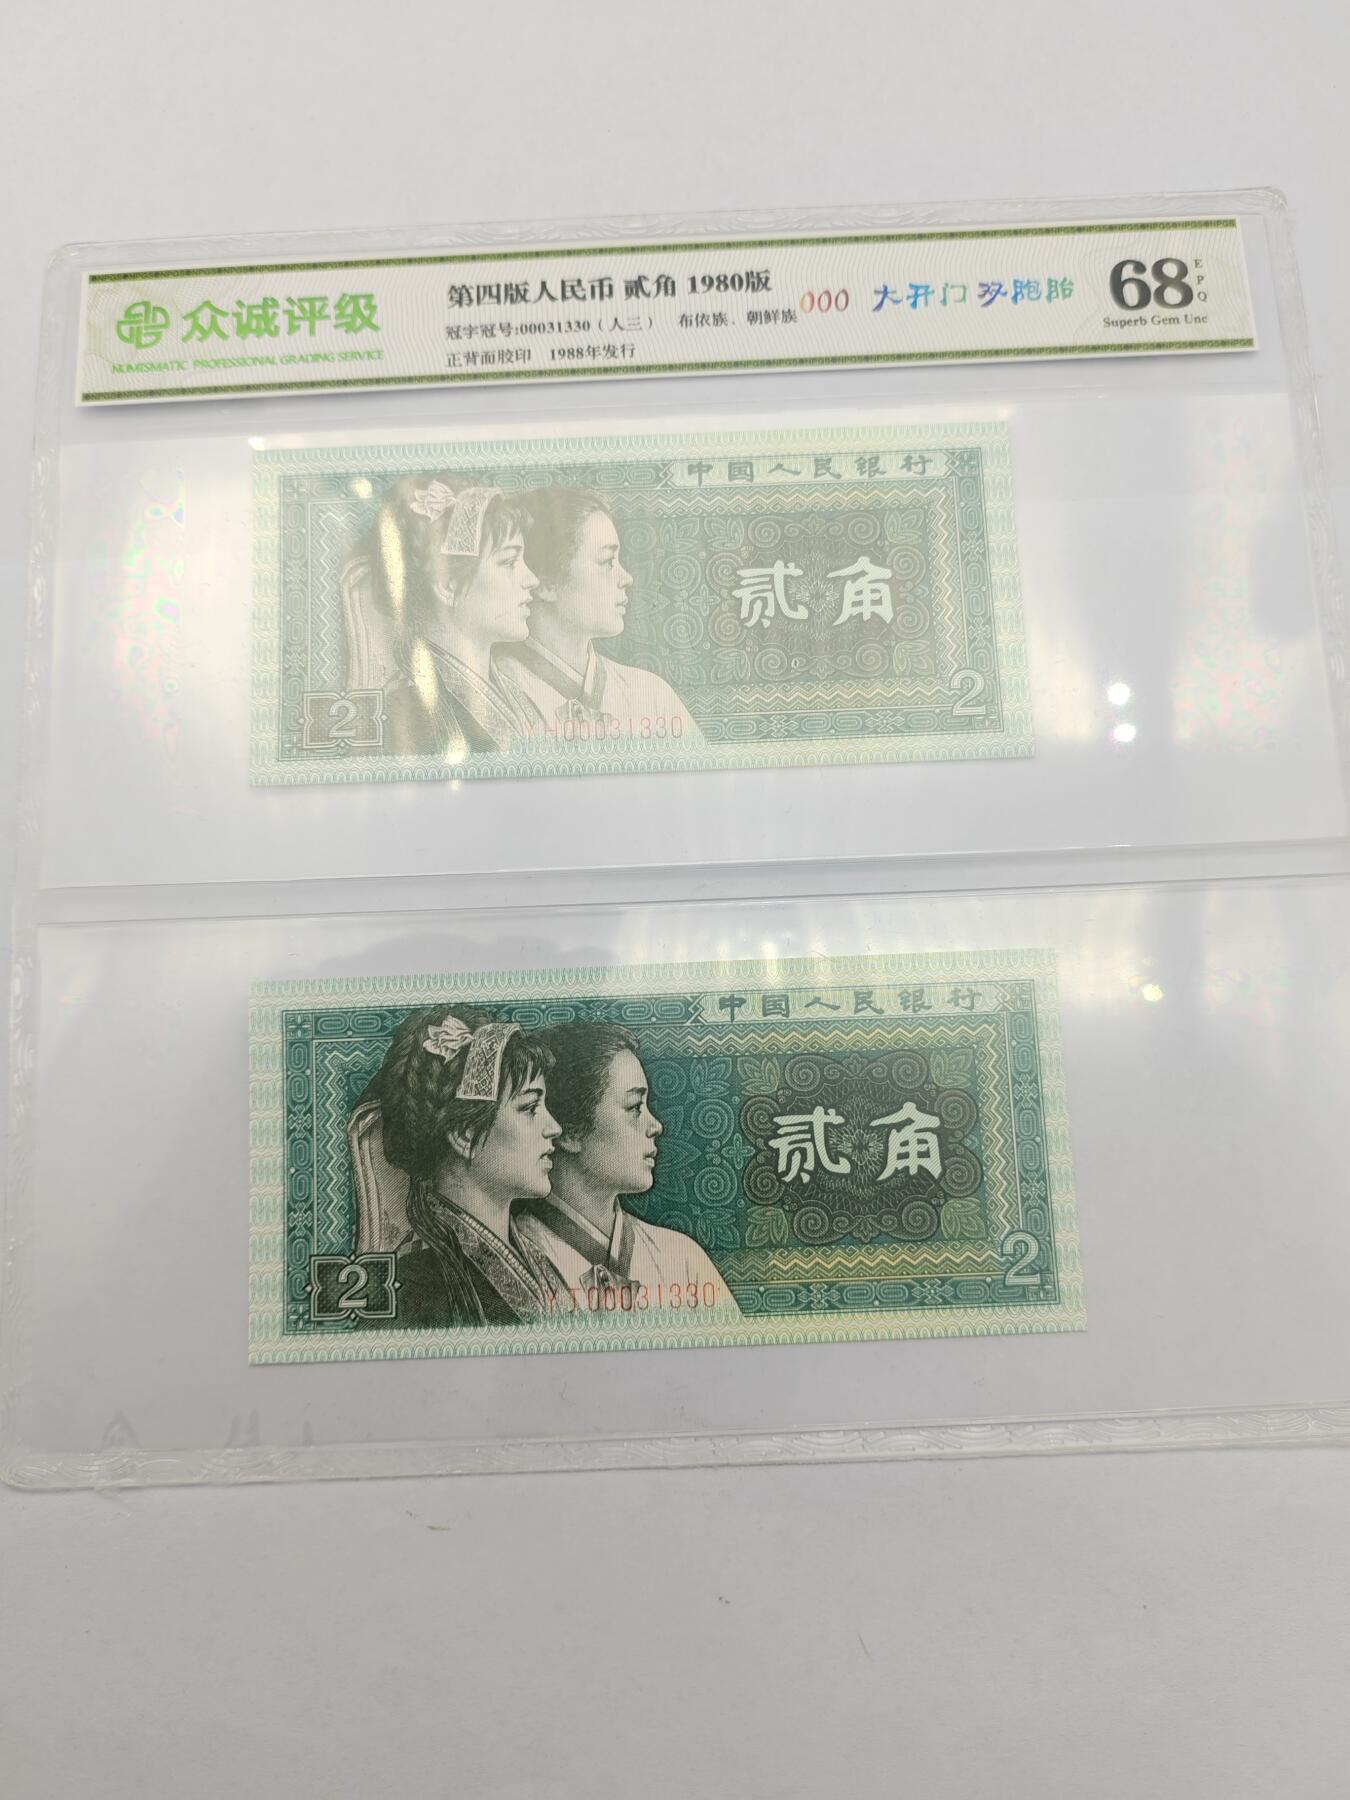 众诚评级
NUMISMATIC PROFESSIONAL GRADING SERVICE
第四版人民币 贰角 1980版
冠字冠号:00031330（人三） 布依族、朝鲜族
正背面胶印 1988年发行
000 大开门 双胞胎
68
EPQ
Superb Gem Unc
中国人民银行
贰角
2
2
YH00031330
中国人民银行
贰角
2
2
YJ00031330